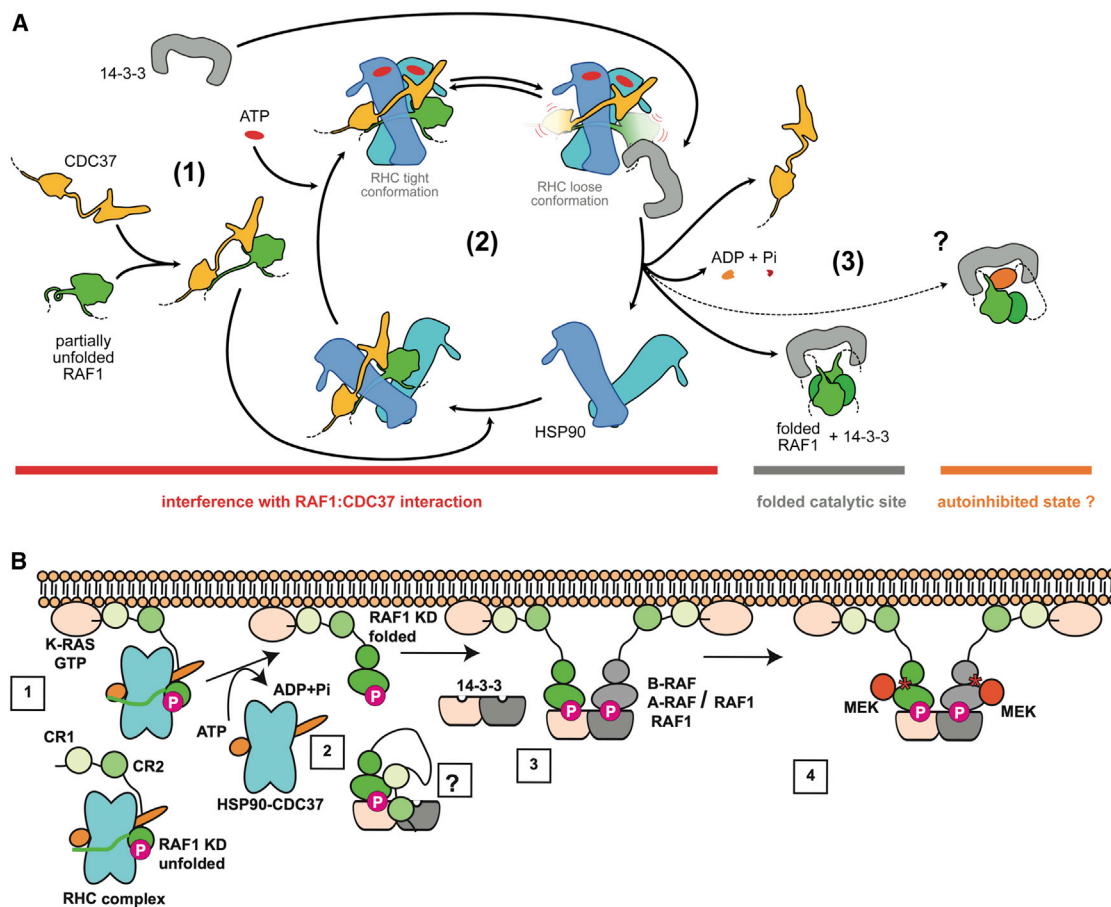 A
14-3-3
ATP
CDC37
(1)
RHC tight
conformation
RHC loose
conformation
(2)
ADP + Pi
(3)
?
partially
unfolded
RAF1
HSP90
folded
RAF1 + 14-3-3
interference with RAF1:CDC37 interaction
folded catalytic site
autoinhibited state ?
B
K-RAS
GTP
RAF1 KD
folded
1
P
P
ADP+Pi
ATP
14-3-3
B-RAF
A-RAF / RAF1
RAF1
P
P
MEK
*
*
MEK
P
P
CR1
CR2
2
HSP90-CDC37
?
P
3
4
P
RAF1 KD
unfolded
RHC complex